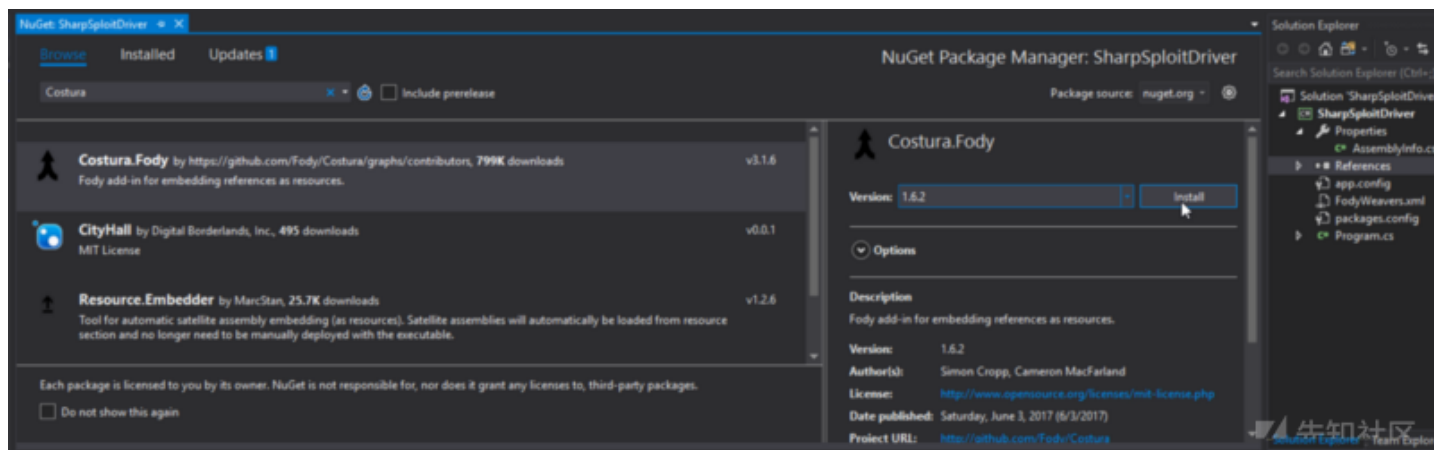 NuGet: SharpSploitDriver
Browse Installed Updates 1
NuGet Package Manager: SharpSploitDriver
Costura
Include prerelease
Package source: nuget.org
Costura.Fody by https://github.com/Fody/Costura/graphs/contributors, 799K downloads
v3.1.6
Fody add-in for embedding references as resources.
CityHall by Digital Borderlands, Inc., 495 downloads
v0.0.1
MIT License
Resource.Embedder by MarcStan, 25.7K downloads
v1.2.6
Tool for automatic satellite assembly embedding (as resources). Satellite assemblies will automatically be loaded from resource
section and no longer need to be manually deployed with the executable.
Each package is licensed to you by its owner. NuGet is not responsible for, nor does it grant any licenses to, third-party packages.
Do not show this again
Costura.Fody
Version: 1.6.2
Install
Options
Description
Fody add-in for embedding references as resources.
Version: 1.6.2
Author(s): Simon Cropp, Cameron MacFarland
License: http://www.opensource.org/licenses/mit-license.php
Date published: Saturday, June 3, 2017 (6/3/2017)
Project URL: http://github.com/Fody/Costura
Solution Explorer
Search Solution Explorer (Ctrl+;
Solution 'SharpSploitDrive
SharpSploitDriver
Properties
AssemblyInfo.cs
References
app.config
FodyWeavers.xml
packages.config
Program.cs
Solution Explorer Team Explor
先知社区